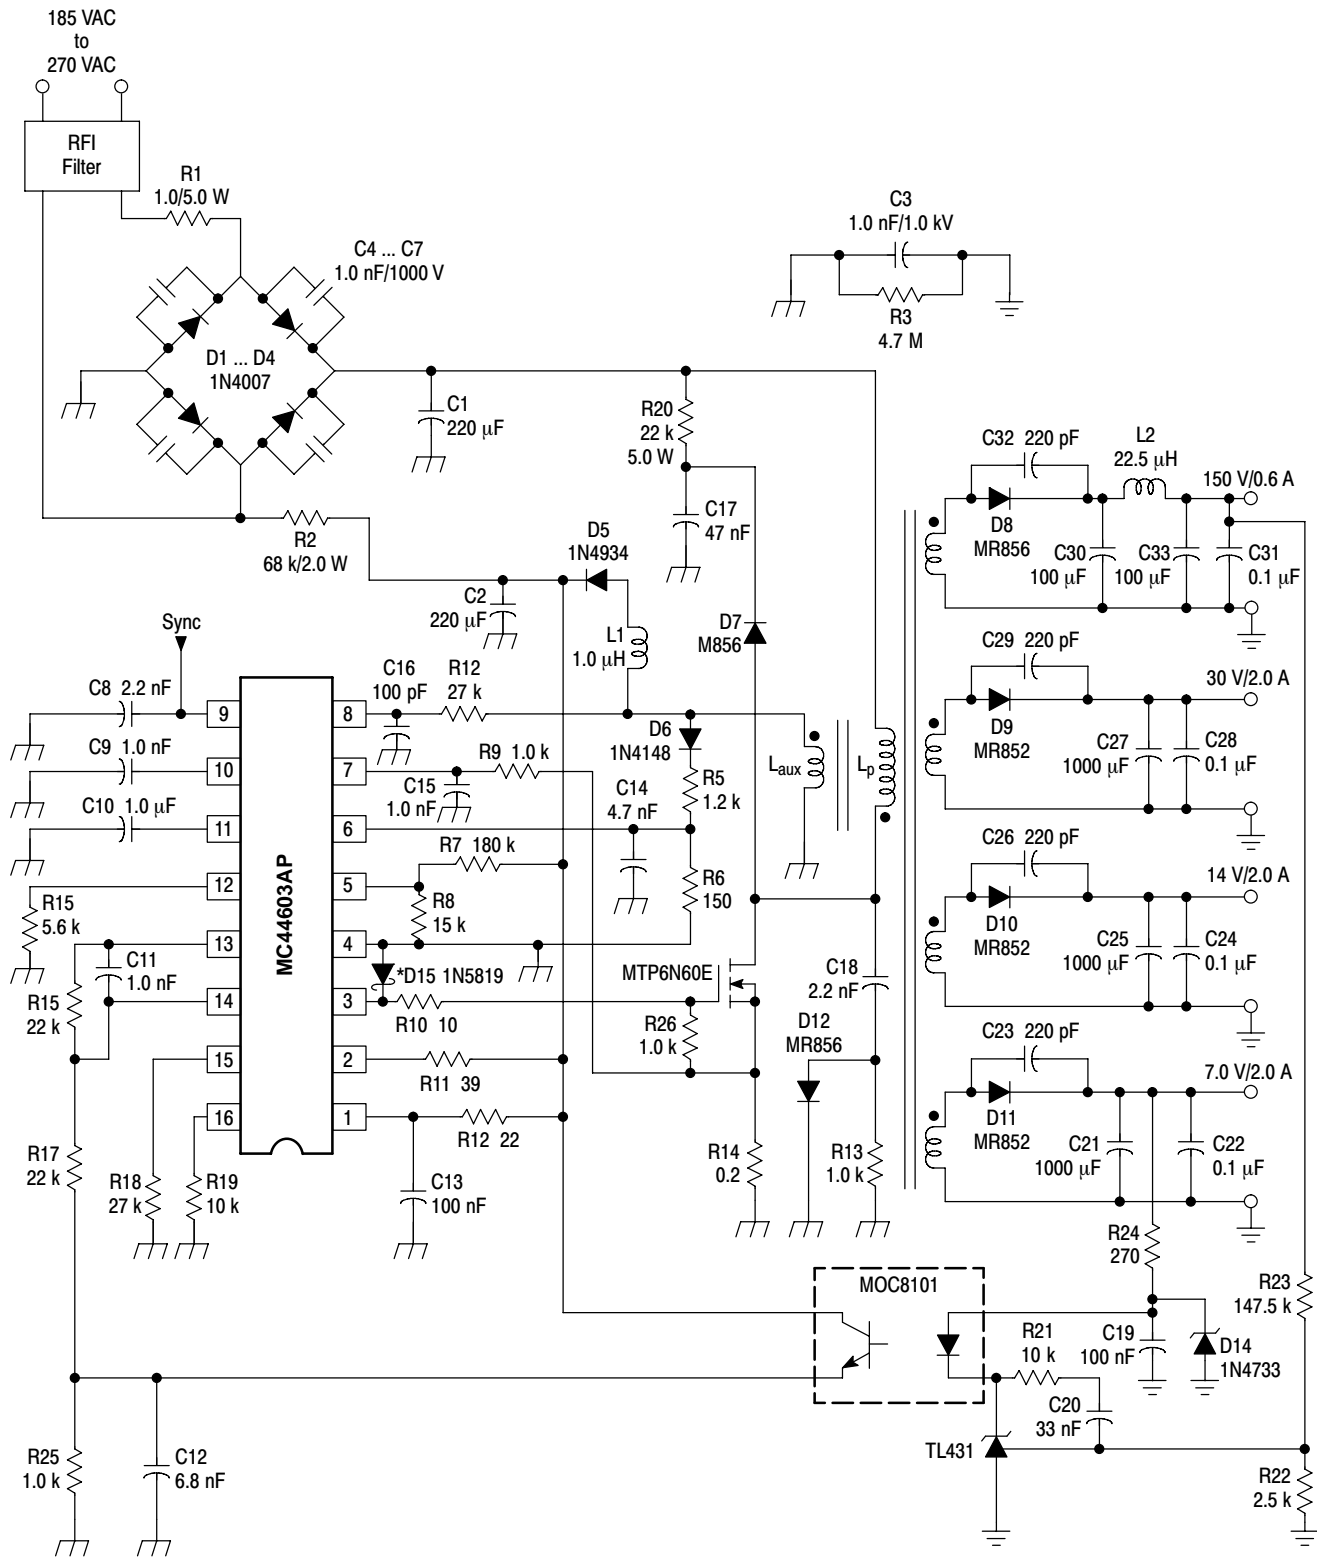 185 VAC
to
270 VAC
RFI
Filter
R1
1.0/5.0 W
C4 ... C7
1.0 nF/1000 V
D1 ... D4
1N4007
C3
1.0 nF/1.0 kV
R3
4.7 M
C1
220 µF
R20
22 k
5.0 W
C17
47 nF
R2
68 k/2.0 W
D5
1N4934
C2
220 µF
L1
1.0 µH
D7
M856
C32 220 pF
L2
22.5 µH
150 V/0.6 A
D8
MR856
C30
100 µF
C33
100 µF
C31
0.1 µF
Sync
C8 2.2 nF
9
C9 1.0 nF
10
C10 1.0 µF
11
12
R15
5.6 k
13
C11
1.0 nF
R15
22 k
14
15
16
MC44603AP
8
7
6
5
4
3
2
1
C16
100 pF
R12
27 k
D6
1N4148
R9 1.0 k
C15
1.0 nF
C14
4.7 nF
R5
1.2 k
R7 180 k
R8
15 k
R6
150
*D15 1N5819
R10 10
R11 39
R12 22
C13
100 nF
Laux
Lp
MTP6N60E
R26
1.0 k
C18
2.2 nF
D12
MR856
R14
0.2
R13
1.0 k
C29 220 pF
30 V/2.0 A
D9
MR852
C27
1000 µF
C28
0.1 µF
C26 220 pF
14 V/2.0 A
D10
MR852
C25
1000 µF
C24
0.1 µF
C23 220 pF
7.0 V/2.0 A
D11
MR852
C21
1000 µF
C22
0.1 µF
R17
22 k
R18
27 k
R19
10 k
R24
270
MOC8101
R23
147.5 k
R21
10 k
C19
100 nF
D14
1N4733
C20
33 nF
TL431
R25
1.0 k
C12
6.8 nF
R22
2.5 k